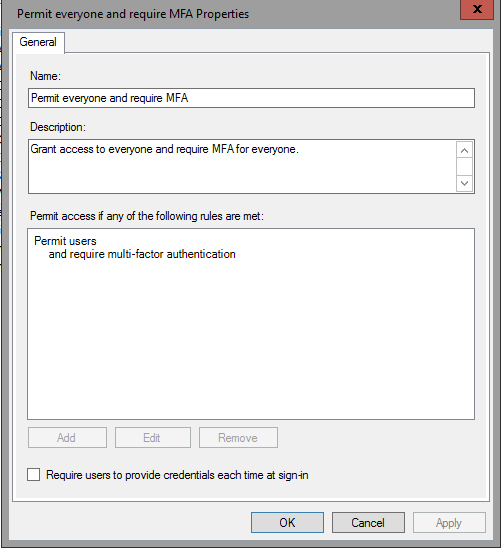 Permit everyone and require MFA Properties
x
General
Name:
Permit everyone and require MFA
Description:
Grant access to everyone and require MFA for everyone.
Permit access if any of the following rules are met:
Permit users
and require multi-factor authentication
Add Edit Remove
Require users to provide credentials each time at sign-in
OK Cancel Apply